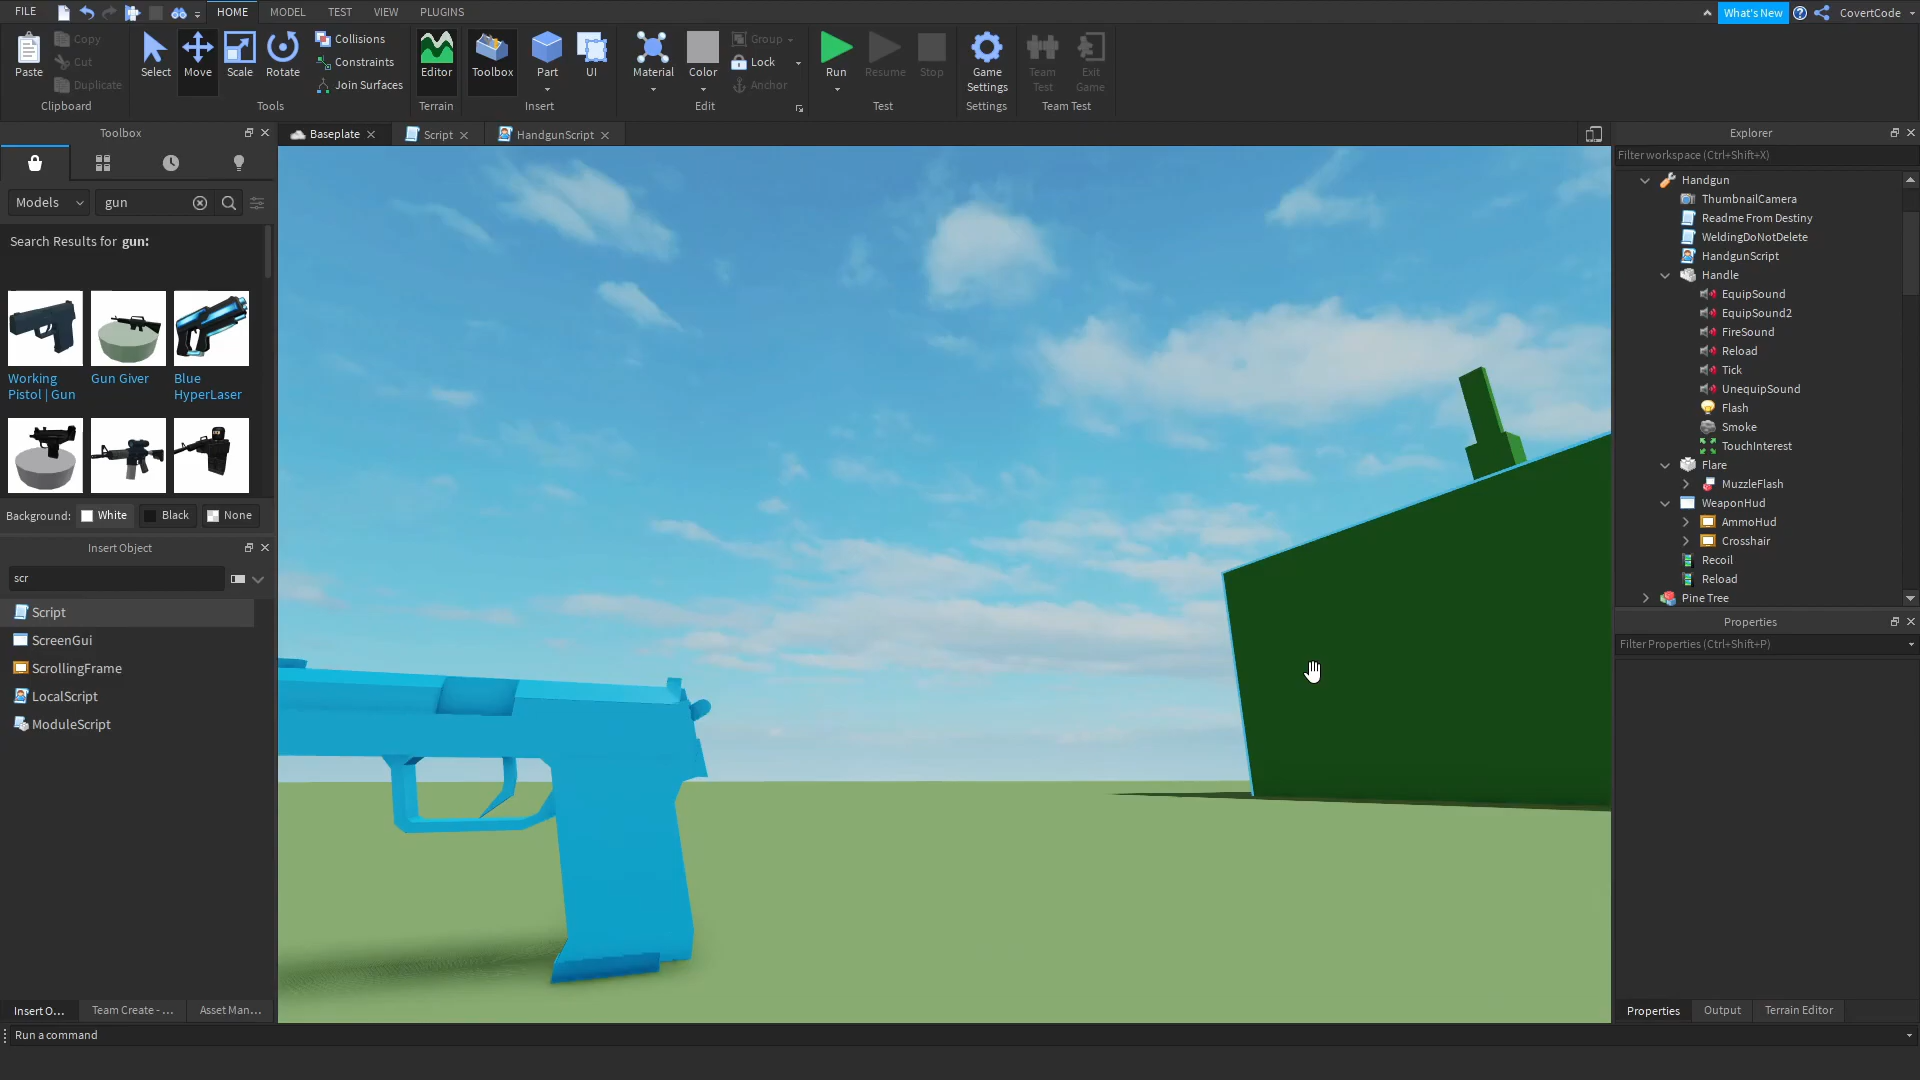 FILE
HOME
MODEL
TEST
VIEW
PLUGINS
What's New
CovertCode
Paste
Copy
Cut
Duplicate
Clipboard
Select
Move
Scale
Rotate
Collisions
Constraints
Join Surfaces
Tools
Editor
Terrain
Toolbox
Part
UI
Insert
Material
Color
Group
Lock
Anchor
Edit
Run
Resume
Stop
Test
Game
Settings
Settings
Team
Test
Exit
Game
Team Test
Toolbox
Models
gun
Search Results for gun:
Working
Pistol | Gun
Gun Giver
Blue
HyperLaser
Background:
White
Black
None
Insert Object
scr
Script
ScreenGui
ScrollingFrame
LocalScript
ModuleScript
Insert O...
Team Create - ...
Asset Man...
Run a command
Baseplate
Script
HandgunScript
Explorer
Filter workspace (Ctrl+Shift+X)
Handgun
ThumbnailCamera
Readme From Destiny
WeldingDoNotDelete
HandgunScript
Handle
EquipSound
EquipSound2
FireSound
Reload
Tick
UnequipSound
Flash
Smoke
TouchInterest
Flare
MuzzleFlash
WeaponHud
AmmoHud
Crosshair
Recoil
Reload
Pine Tree
Properties
Filter Properties (Ctrl+Shift+P)
Properties
Output
Terrain Editor